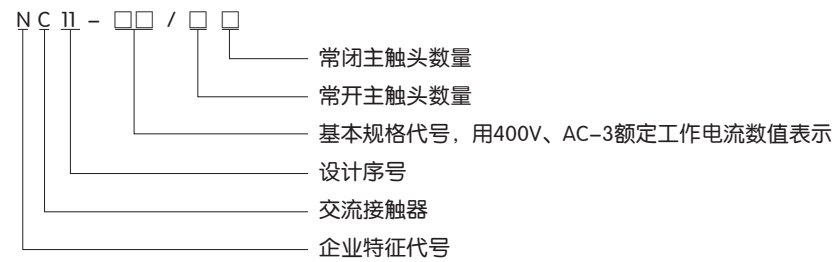 N C 11 – □□ / □ □
常闭主触头数量
常开主触头数量
基本规格代号，用400V、AC–3额定工作电流数值表示
设计序号
交流接触器
企业特征代号